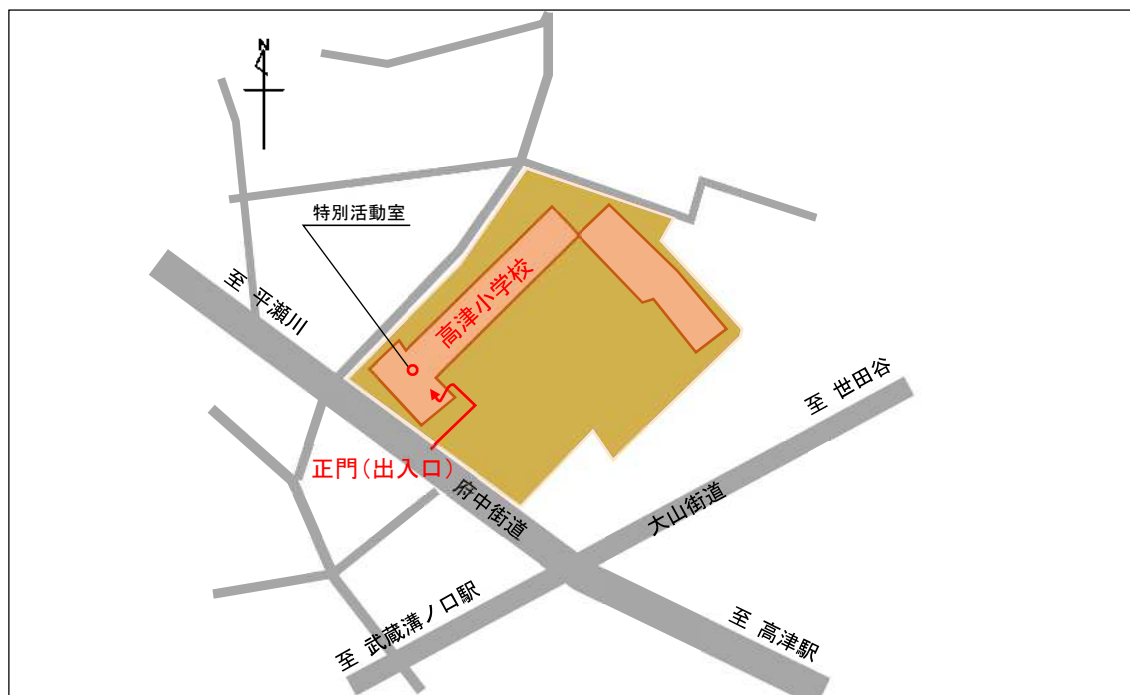 N
特別活動室
至 平瀬川
高津小学校
至 世田谷
正門(出入口)
府中街道
大山街道
至 武蔵溝ノ口駅
至 高津駅